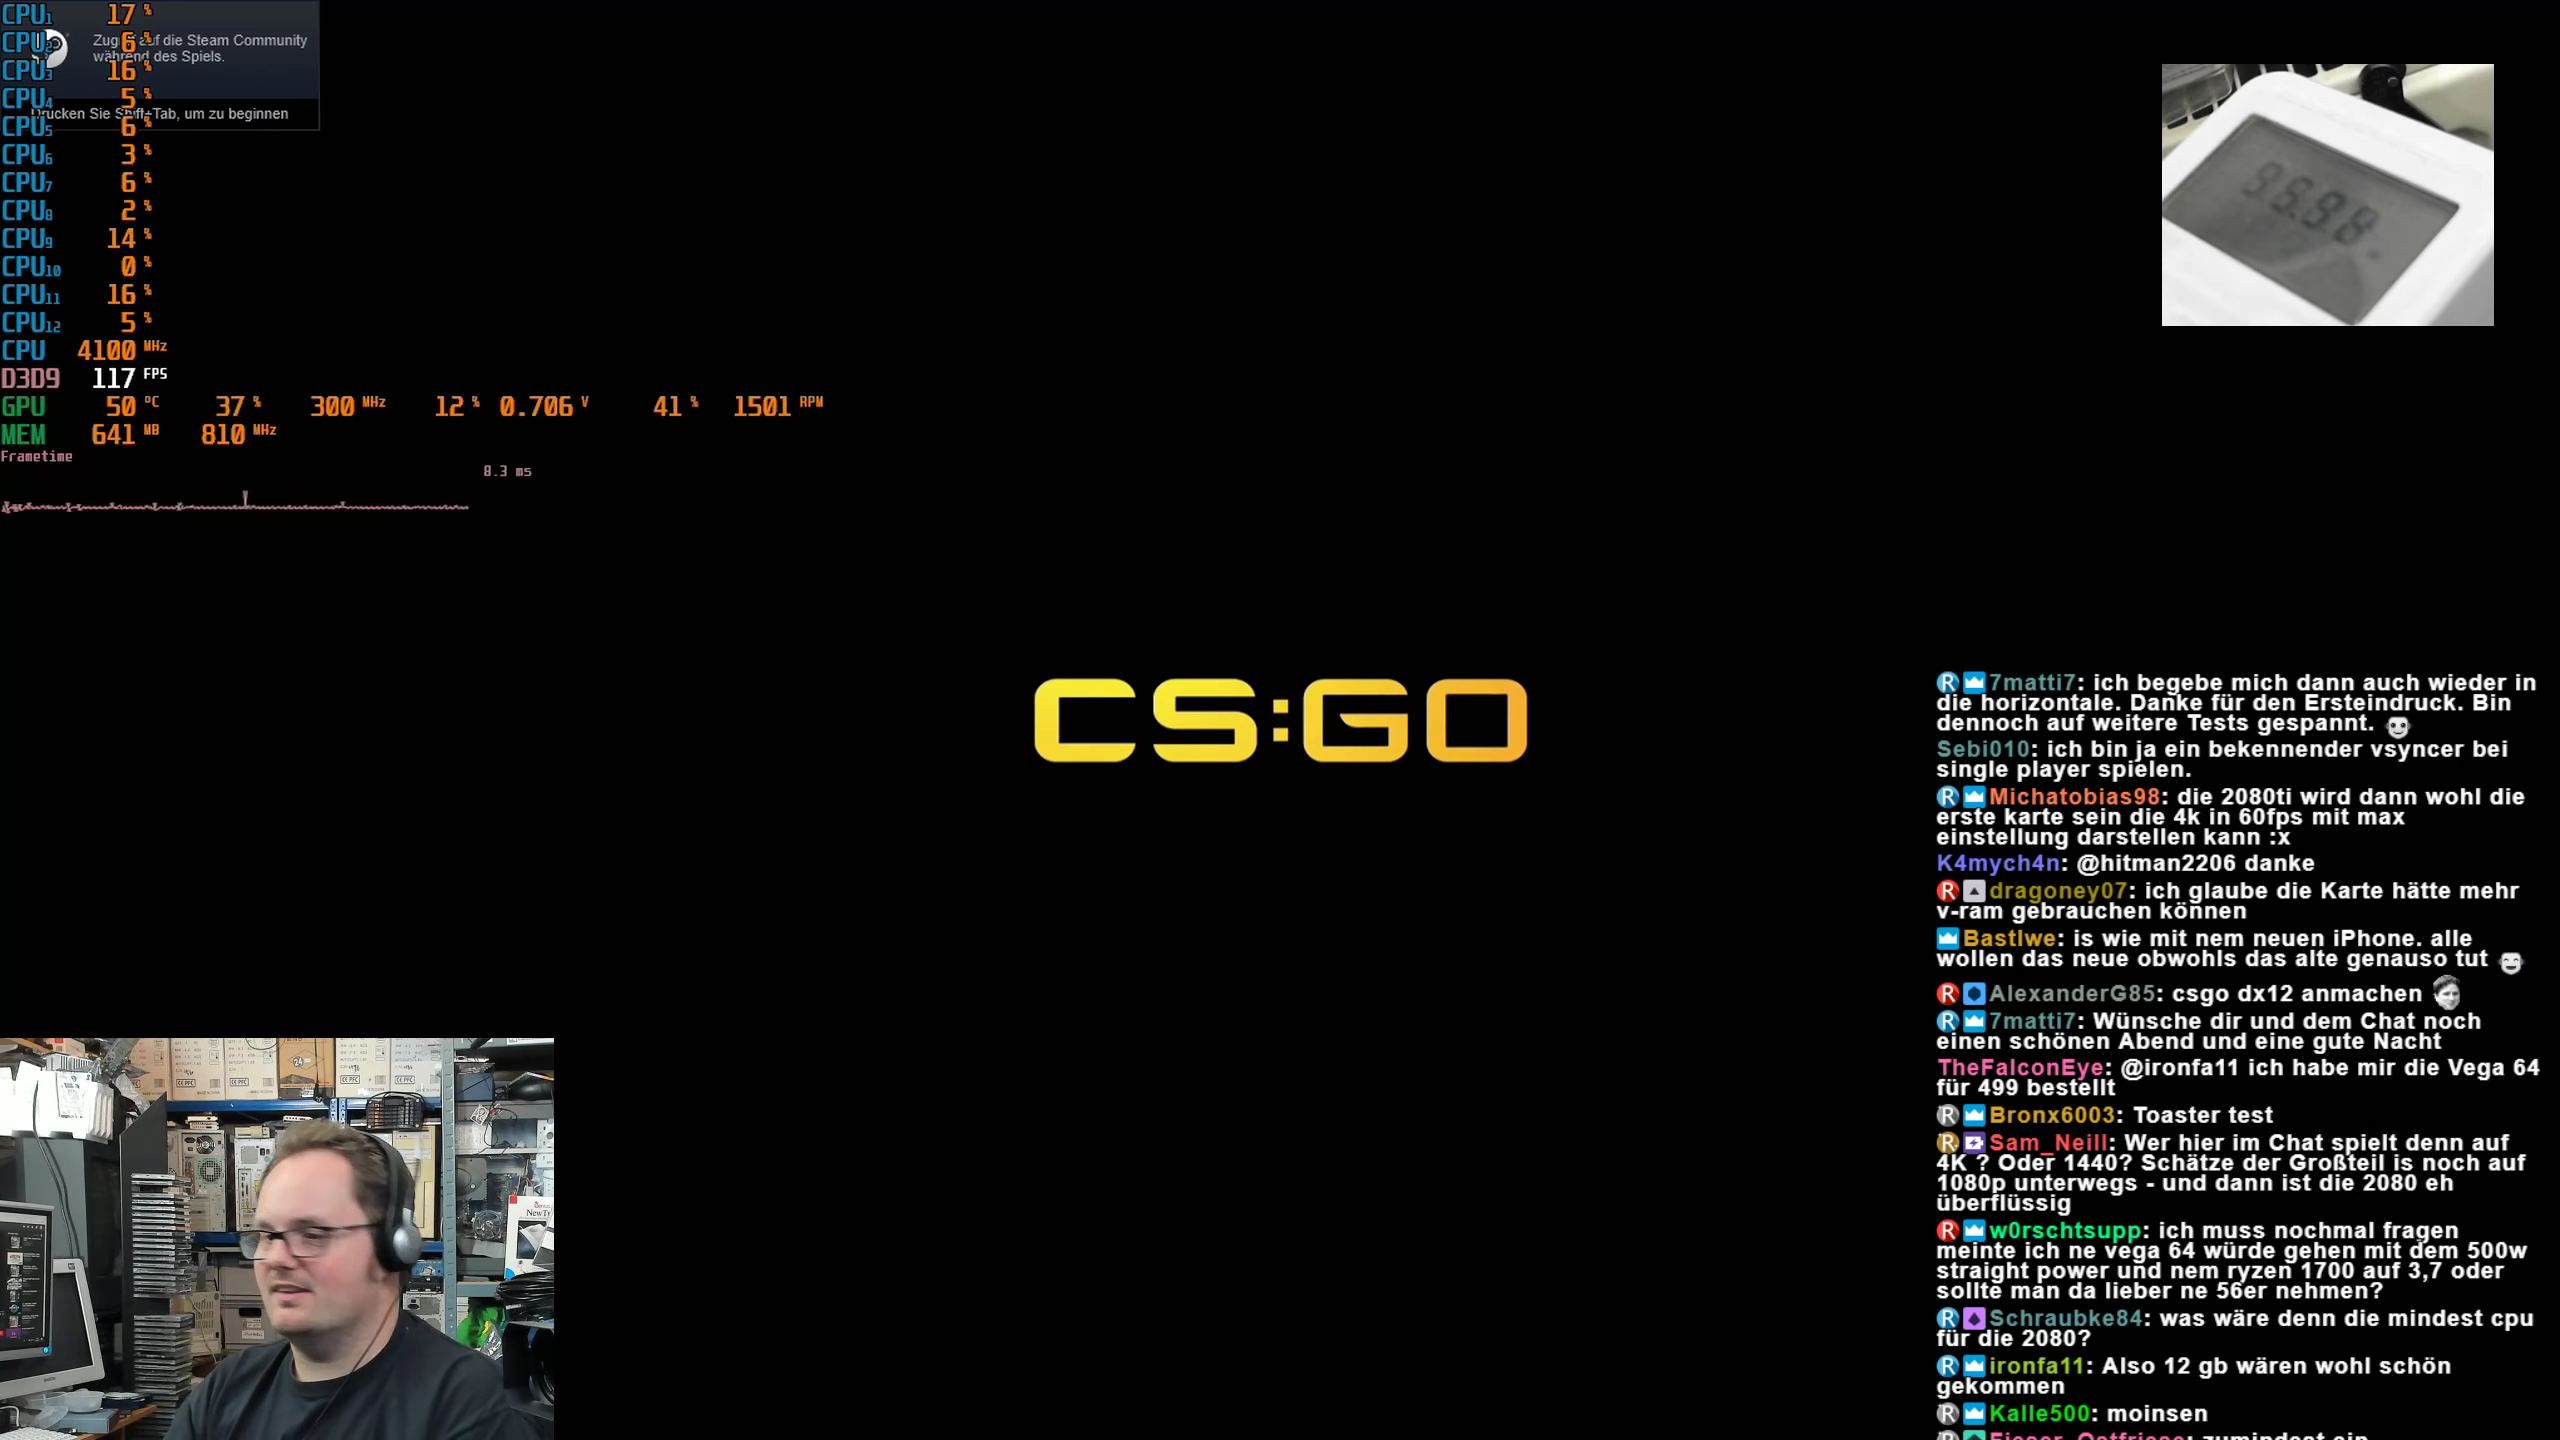 CPU1 17 %
CPU2 6 %
CPU3 16 %
CPU4 5 %
CPU5 6 %
CPU6 3 %
CPU7 6 %
CPU8 2 %
CPU9 14 %
CPU10 0 %
CPU11 16 %
CPU12 5 %
CPU 4100 MHz
D3D9 117 FPS
GPU 50 °C 37 % 300 MHz 12 % 0.706 V 41 % 1501 RPM
MEM 641 MB 810 MHz
Frametime
8.3 ms
auf die Steam Community
während des Spiels.
Drücken Sie Shift+Tab, um zu beginnen
CS:GO
7matti7: ich begebe mich dann auch wieder in
die horizontale. Danke für den Ersteindruck. Bin
dennoch auf weitere Tests gespannt.
Sebi010: ich bin ja ein bekennender vsyncer bei
single player spielen.
Michatobias98: die 2080ti wird dann wohl die
erste karte sein die 4k in 60fps mit max
einstellung darstellen kann :x
K4mych4n: @hitman2206 danke
dragoney07: ich glaube die Karte hätte mehr
v-ram gebrauchen können
Bastlwe: is wie mit nem neuen iPhone. alle
wollen das neue obwohls das alte genauso tut
AlexanderG85: csgo dx12 anmachen
7matti7: Wünsche dir und dem Chat noch
einen schönen Abend und eine gute Nacht
TheFalconEye: @ironfa11 ich habe mir die Vega 64
für 499 bestellt
Bronx6003: Toaster test
Sam_Neill: Wer hier im Chat spielt denn auf
4K ? Oder 1440? Schätze der Großteil is noch auf
1080p unterwegs - und dann ist die 2080 eh
überflüssig
w0rschtsupp: ich muss nochmal fragen
meinte ich ne vega 64 würde gehen mit dem 500w
straight power und nem ryzen 1700 auf 3,7 oder
sollte man da lieber ne 56er nehmen?
Schraubke84: was wäre denn die mindest cpu
für die 2080?
ironfa11: Also 12 gb wären wohl schön
gekommen
Kalle500: moinsen